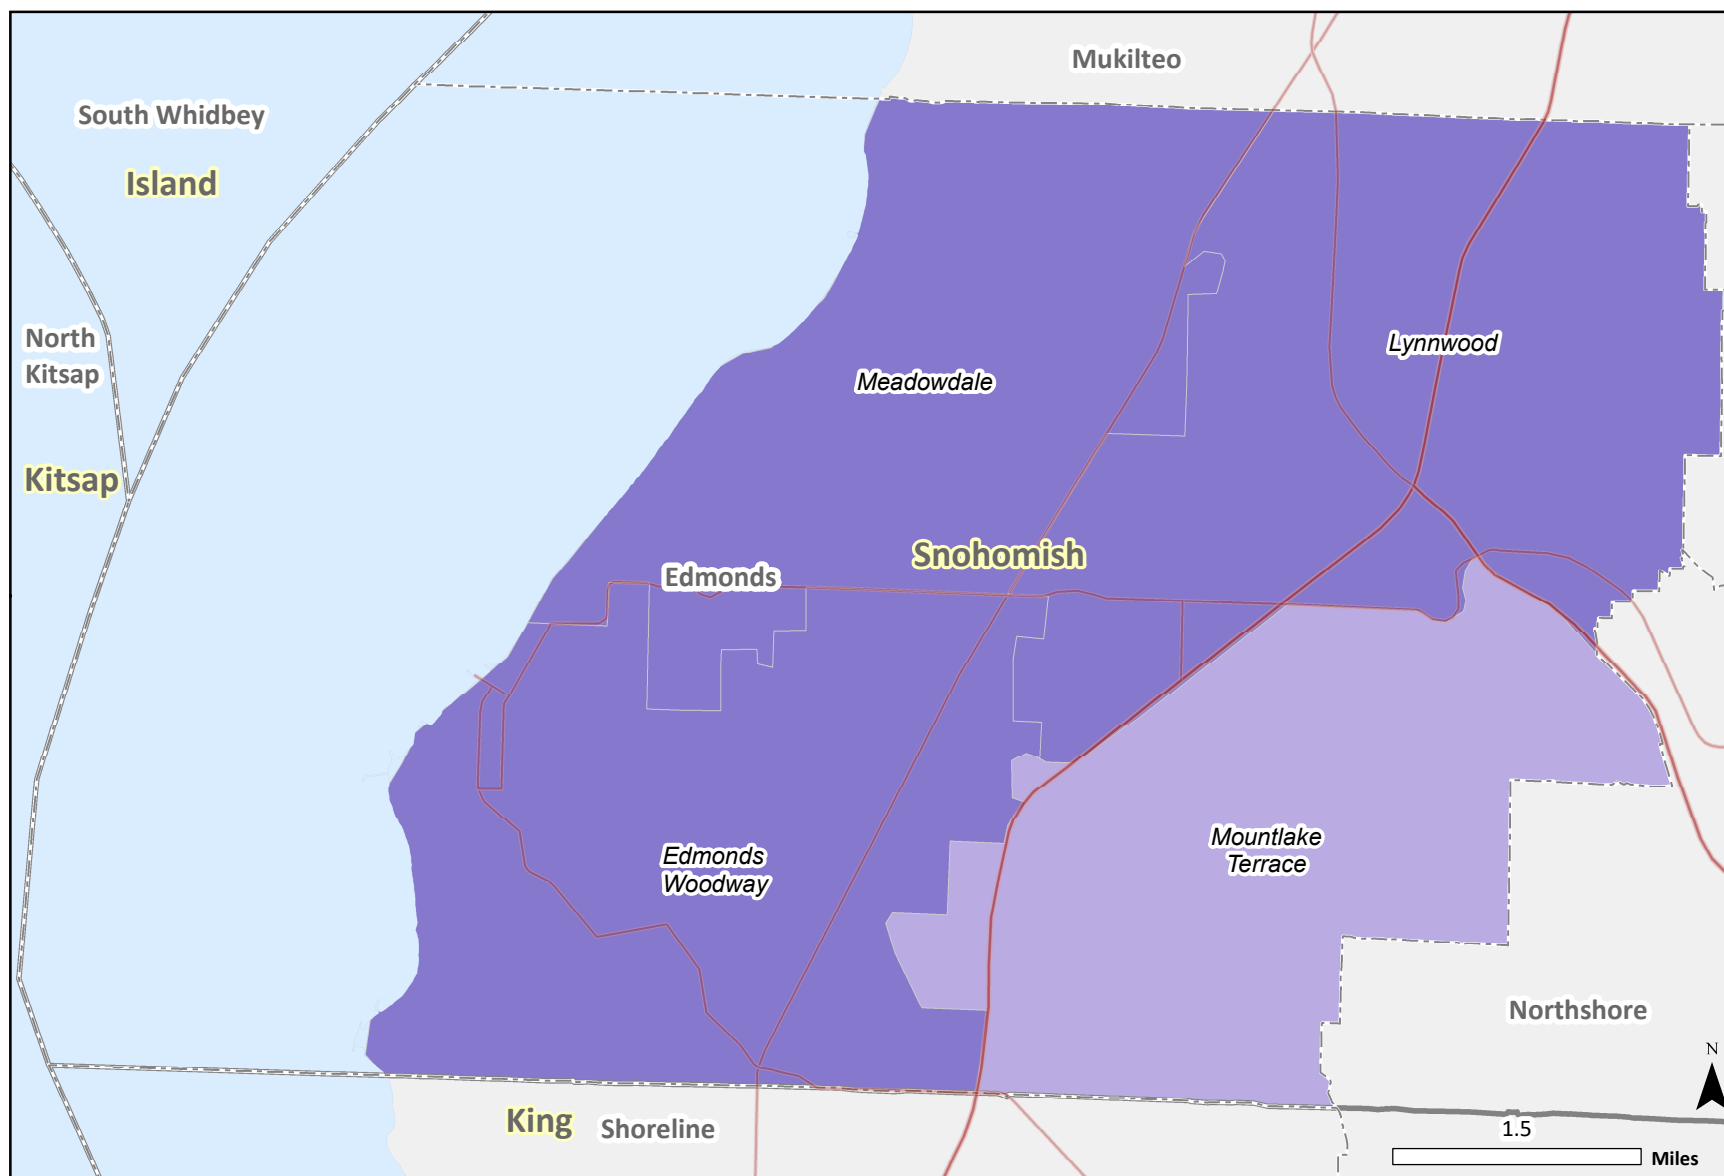 Mukilteo
South Whidbey
Island
North
Kitsap
Lynnwood
Meadowdale
Kitsap
Snohomish
Edmonds
Mountlake
Terrace
Edmonds
Woodway
Northshore
N
King
Shoreline
1.5
Miles